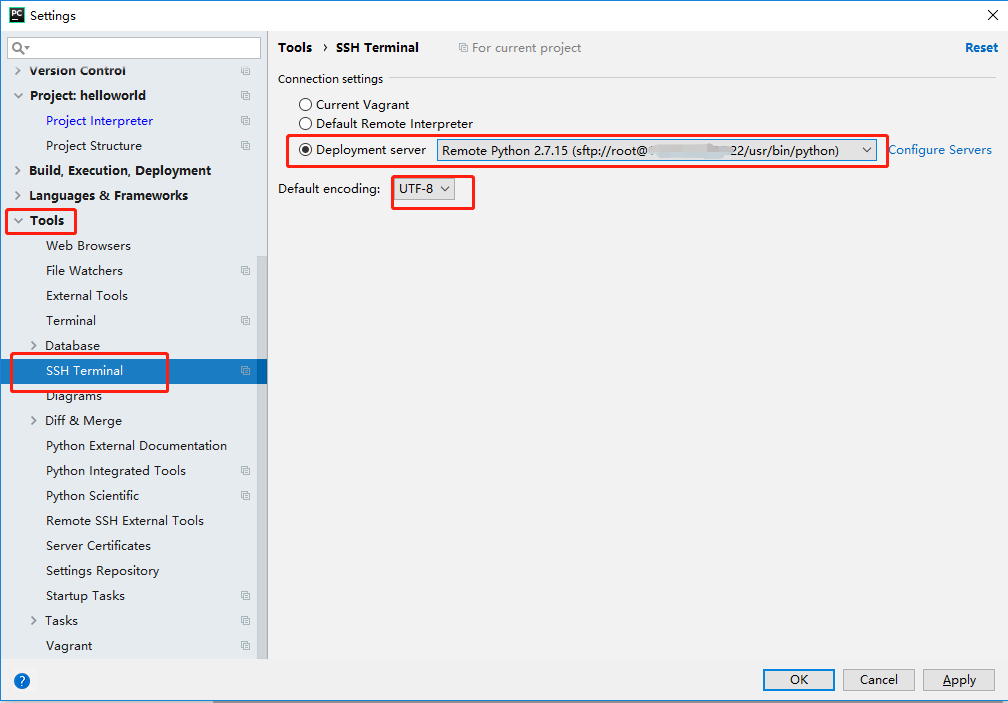 PC Settings
Version Control
Project: helloworld
Project Interpreter
Project Structure
Build, Execution, Deployment
Languages & Frameworks
Tools
Web Browsers
File Watchers
External Tools
Terminal
Database
SSH Terminal
Diagrams
Diff & Merge
Python External Documentation
Python Integrated Tools
Python Scientific
Remote SSH External Tools
Server Certificates
Settings Repository
Startup Tasks
Tasks
Vagrant
Tools › SSH Terminal For current project Reset
Connection settings
Current Vagrant
Default Remote Interpreter
Deployment server Remote Python 2.7.15 (sftp://root@ 22/usr/bin/python) Configure Servers
Default encoding: UTF-8
? OK Cancel Apply